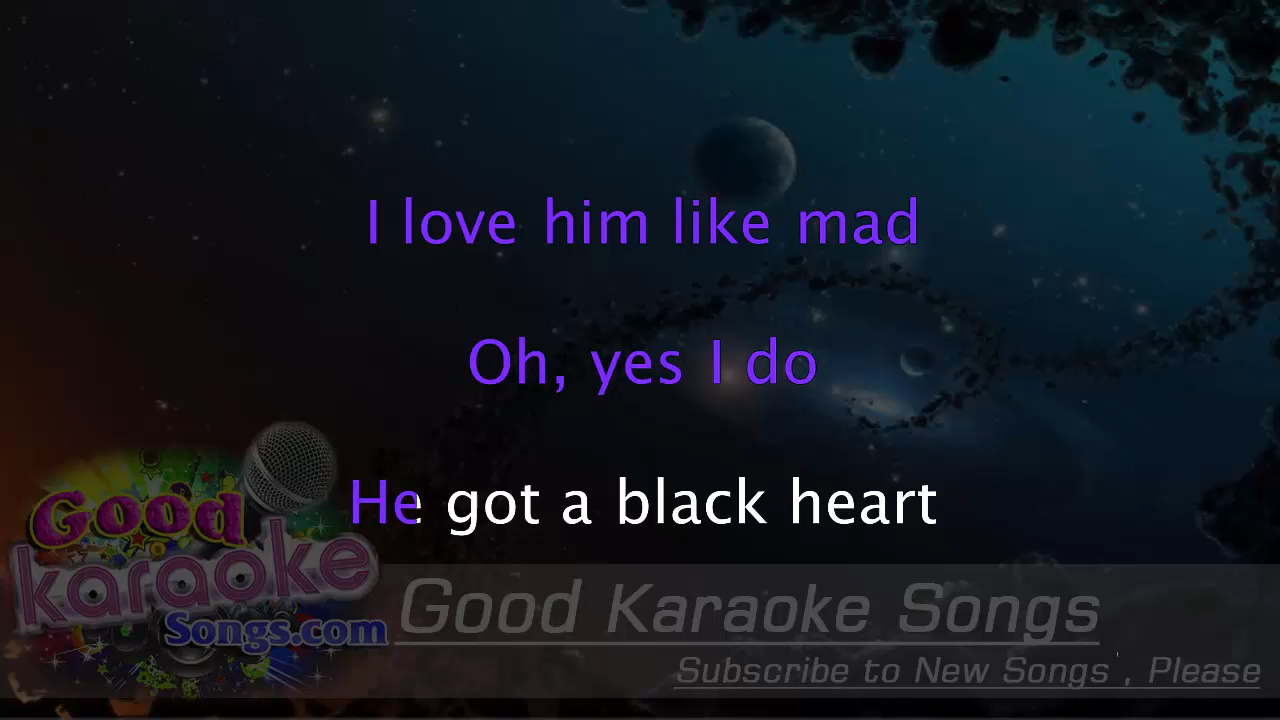 I love him like mad
Oh, yes I do
He got a black heart
Good
karaoke
Songs.com
Good Karaoke Songs
Subscribe to New Songs , Please